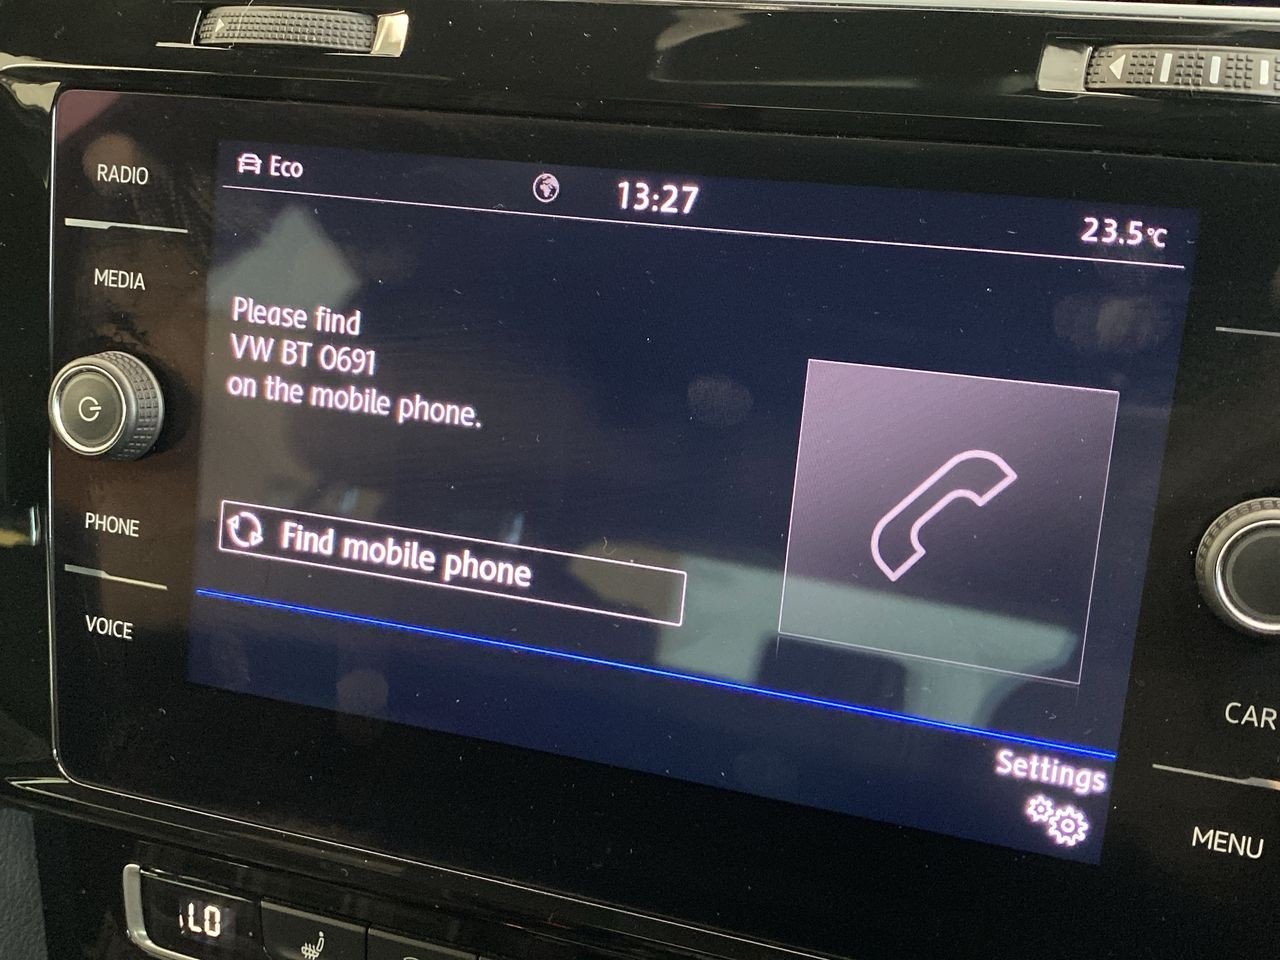 RADIO
MEDIA
PHONE
VOICE
Eco
13:27
23.5°C
Please find
VW BT 0691
on the mobile phone.
Find mobile phone
Settings
CAR
MENU
LO